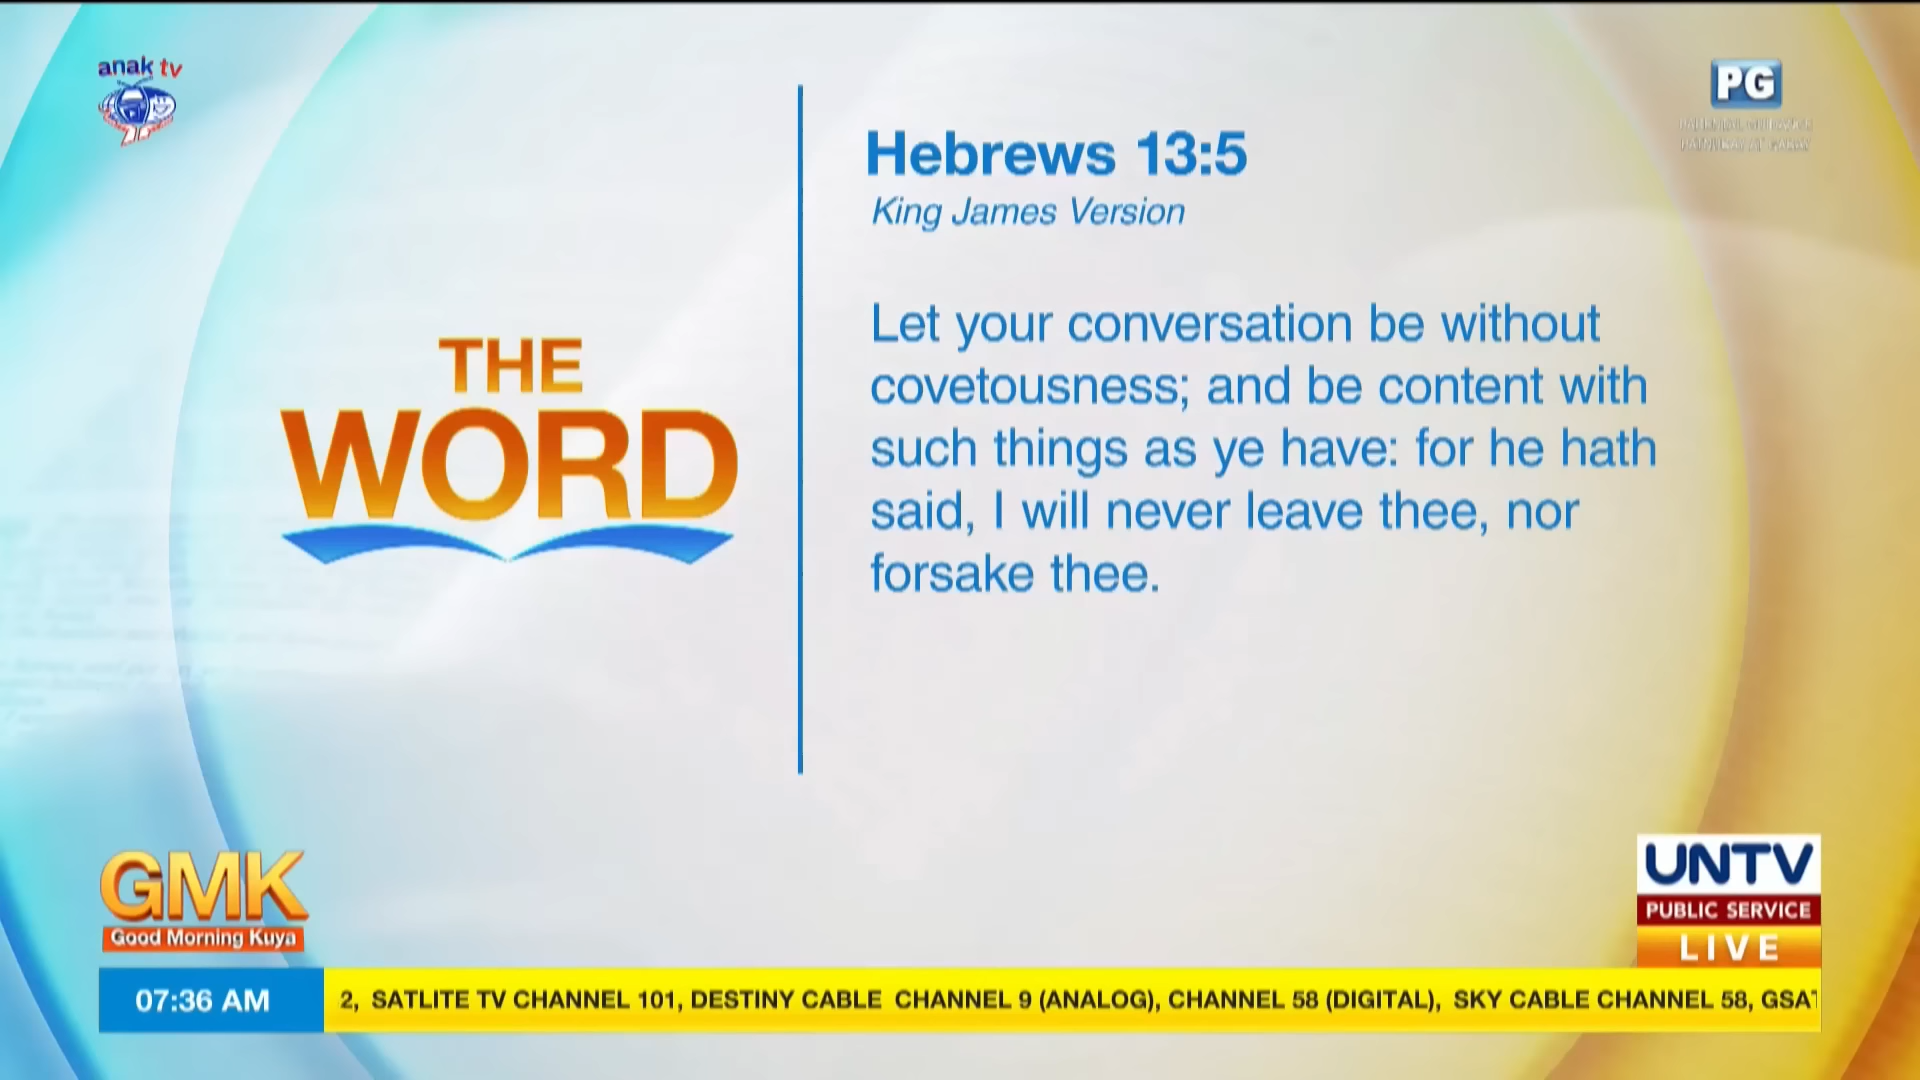 anak tv
PG
Hebrews 13:5
King James Version
Let your conversation be without
covetousness; and be content with
such things as ye have: for he hath
said, I will never leave thee, nor
forsake thee.
THE
WORD
GMK
Good Morning Kuya
UNTV
PUBLIC SERVICE
LIVE
07:36 AM
2, SATLITE TV CHANNEL 101, DESTINY CABLE CHANNEL 9 (ANALOG), CHANNEL 58 (DIGITAL), SKY CABLE CHANNEL 58, GSAT